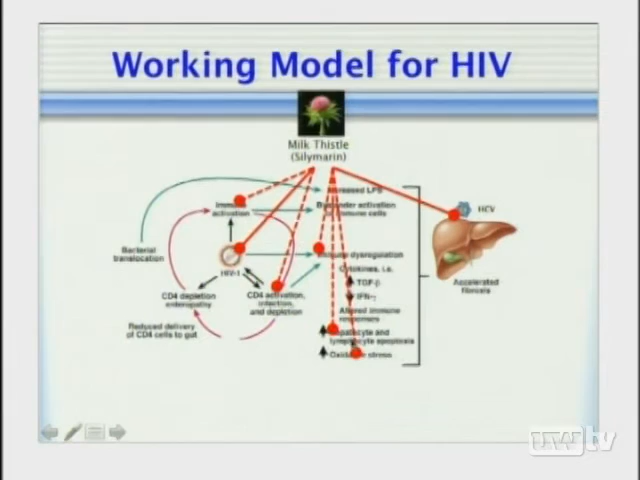 Working Model for HIV
Milk Thistle
(Silymarin)
Immune
activation
Increased LPS
Bystander activation
of immune cells
HCV
Bacterial
translocation
HIV-1
Immune dysregulation
Cytokines, i.e.
TGF-β
IFN-γ
Accelerated
fibrosis
CD4 depletion
enteropathy
CD4 activation,
infection, and
depletion
Altered immune
responses
Reduced delivery
of CD4 cells to gut
Hepatocyte and
lymphocyte apoptosis
Oxidative stress
uwtv